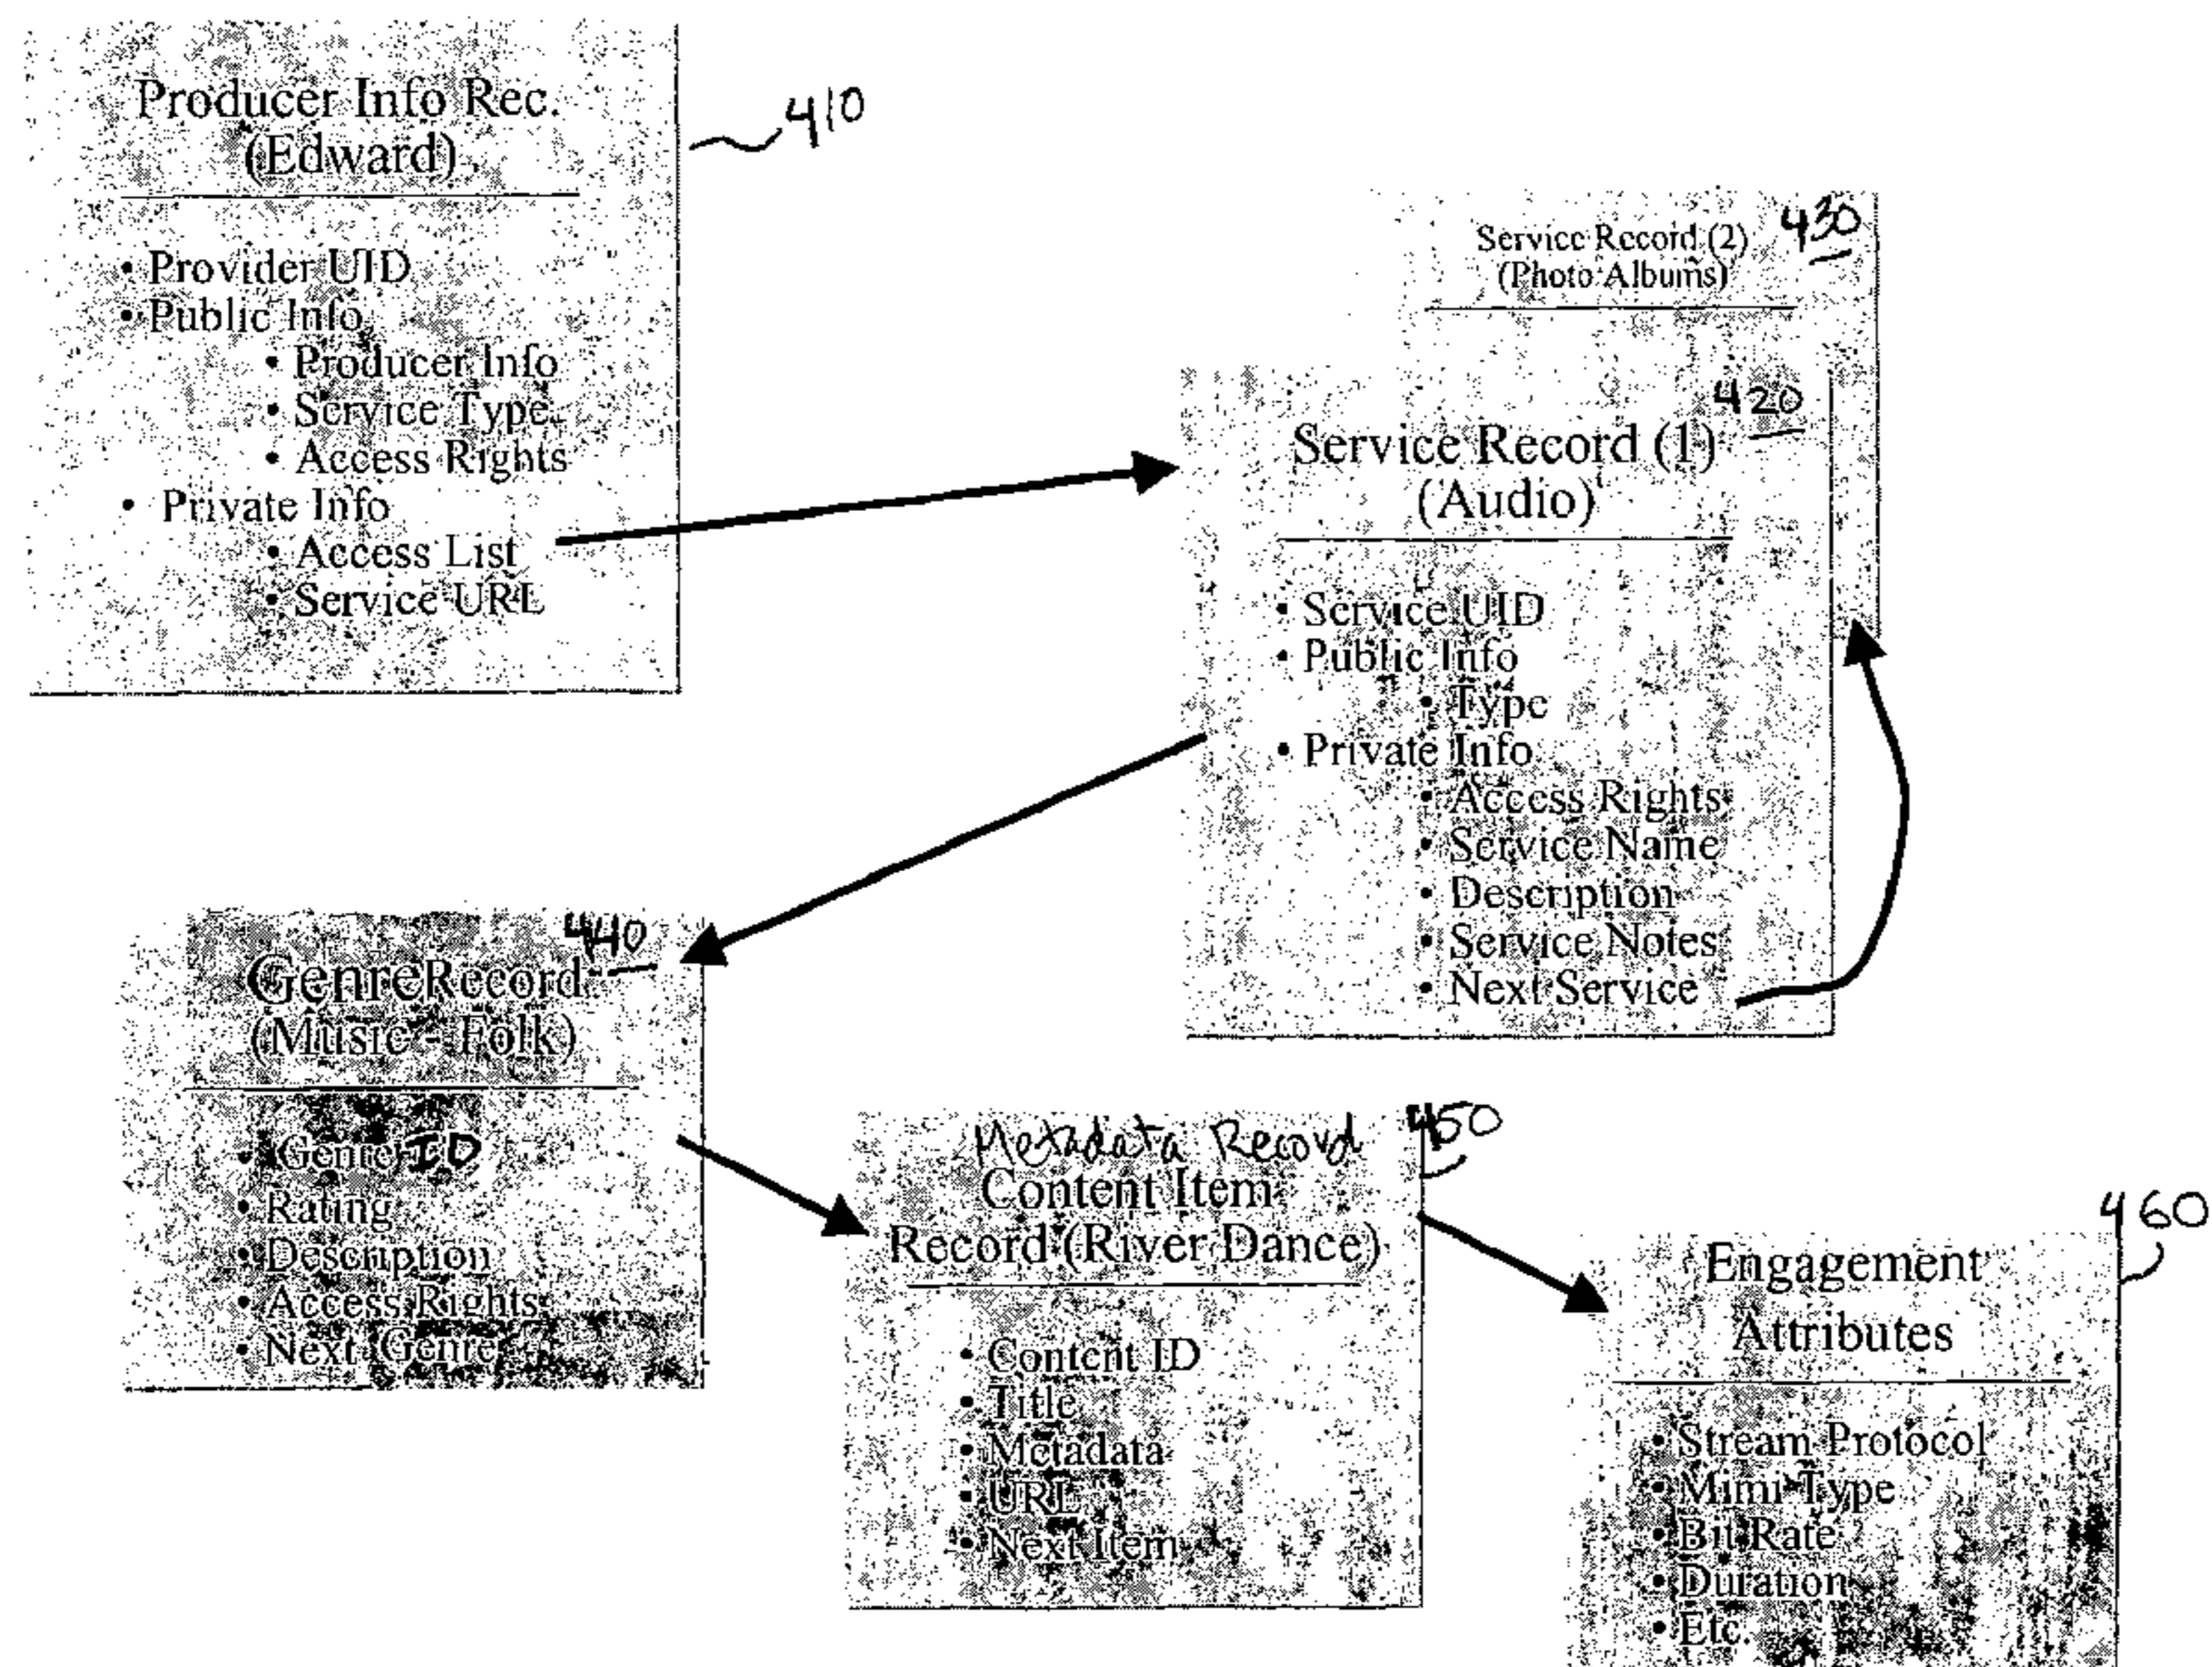 Producer Info Rec.
(Edward)
410
• Provider UID
• Public Info
• Producer Info
• Service Type
• Access Rights
• Private Info
• Access List
• Service URL
Service Record (2)
(Photo Albums)
430
420
Service Record (1)
(Audio)
• Service UID
• Public Info
• Type
• Private Info
• Access Rights
• Service Name
• Description
• Service Notes
• Next Service
440
Genre Record
(Music - Folk)
• Genre ID
• Rating
• Description
• Access Rights
• Next Genre
450
Metadata Record
Content Item
Record (River Dance)
• Content ID
• Title
• Metadata
• URL
• Next Item
460
Engagement
Attributes
• Stream Protocol
• Mimi Type
• Bit Rate
• Duration
• Etc.